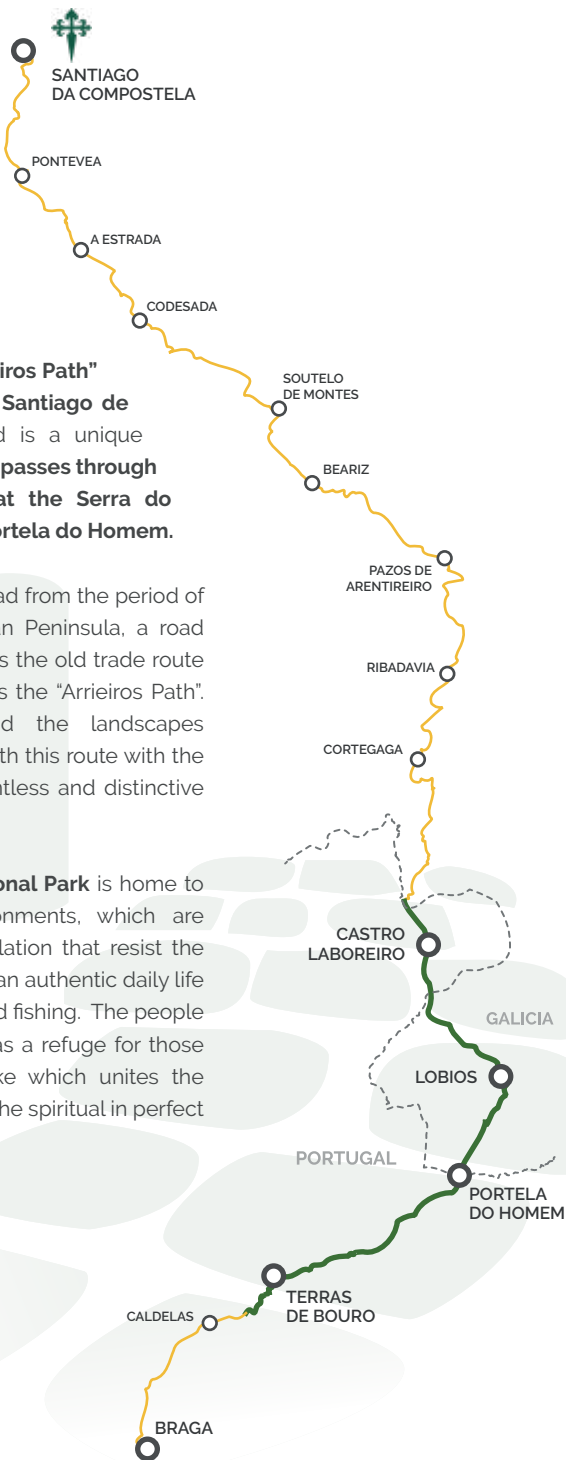 SANTIAGO
DA COMPOSTELA
PONTEVEA
A ESTRADA
CODESADA
iros Path”
Santiago de
d is a unique
passes through
at the Serra do
ortela do Homem.
SOUTELO
DE MONTES
BEARIZ
PAZOS DE
ARENTIREIRO
ad from the period of
an Peninsula, a road
s the old trade route
s the “Arrieiros Path”.
d the landscapes
th this route with the
ntless and distinctive
RIBADAVIA
CORTEGAGA
onal Park is home to
onments, which are
lation that resist the
an authentic daily life
d fishing. The people
as a refuge for those
ke which unites the
he spiritual in perfect
CASTRO
LABOREIRO
GALICIA
LOBIOS
PORTUGAL
PORTELA
DO HOMEM
TERRAS
DE BOURO
CALDELAS
BRAGA